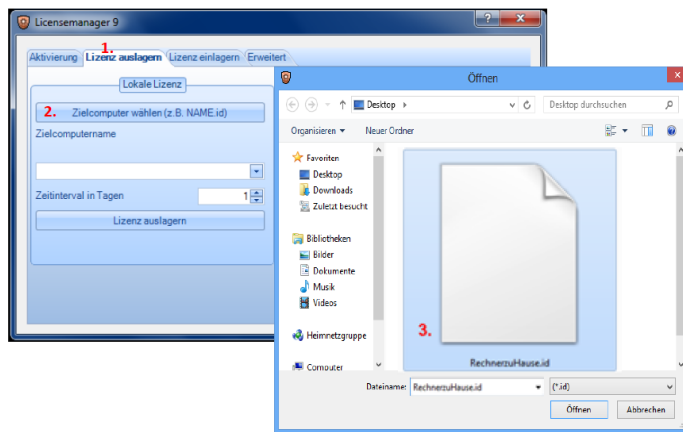 Licensemanager 9
1.
Aktivierung Lizenz auslagern Lizenz einlagern Erweitert
Lokale Lizenz
2. Zielcomputer wählen (z.B. NAME.id)
Zielcomputername
Zeitinterval in Tagen 1
Lizenz auslagern
Öffnen
Desktop Desktop durchsuchen
Organisieren Neuer Ordner
Favoriten
Desktop
Downloads
Zuletzt besucht
Bibliotheken
Bilder
Dokumente
Musik
Videos
Heimnetzgruppe
Computer
3.
RechnerzuHause.id
Dateiname: RechnerzuHause.id (*.id)
Öffnen Abbrechen